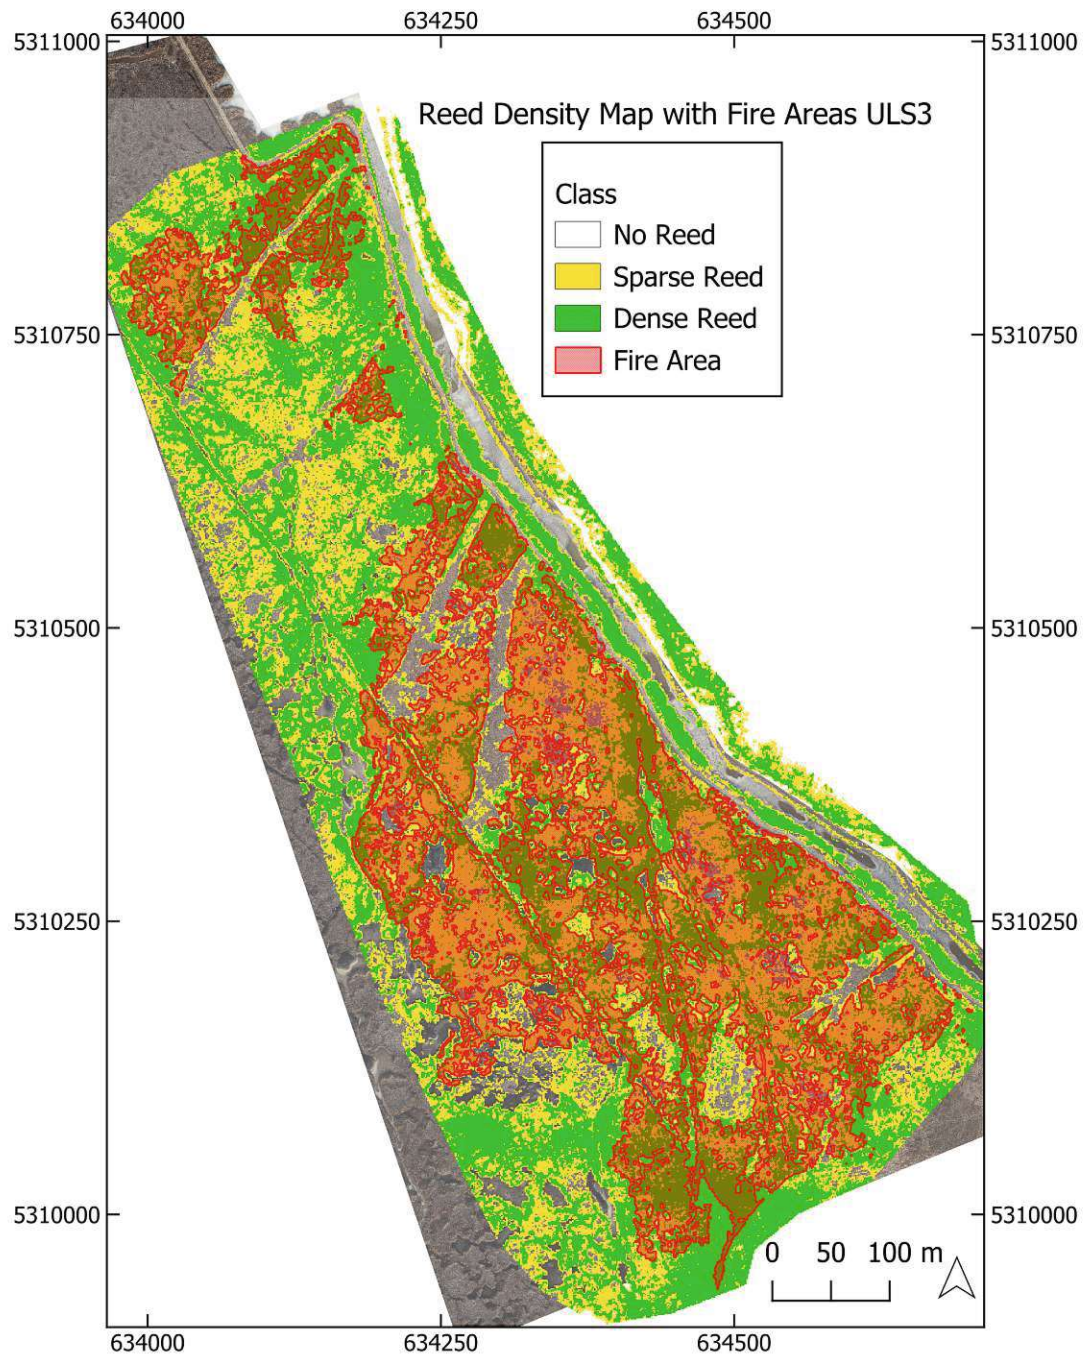 634000 634250 634500
5311000 5311000
Reed Density Map with Fire Areas ULS3
Class
No Reed
Sparse Reed
Dense Reed
Fire Area
5310750 5310750
5310500 5310500
5310250 5310250
5310000 5310000
0 50 100 m
634000 634250 634500